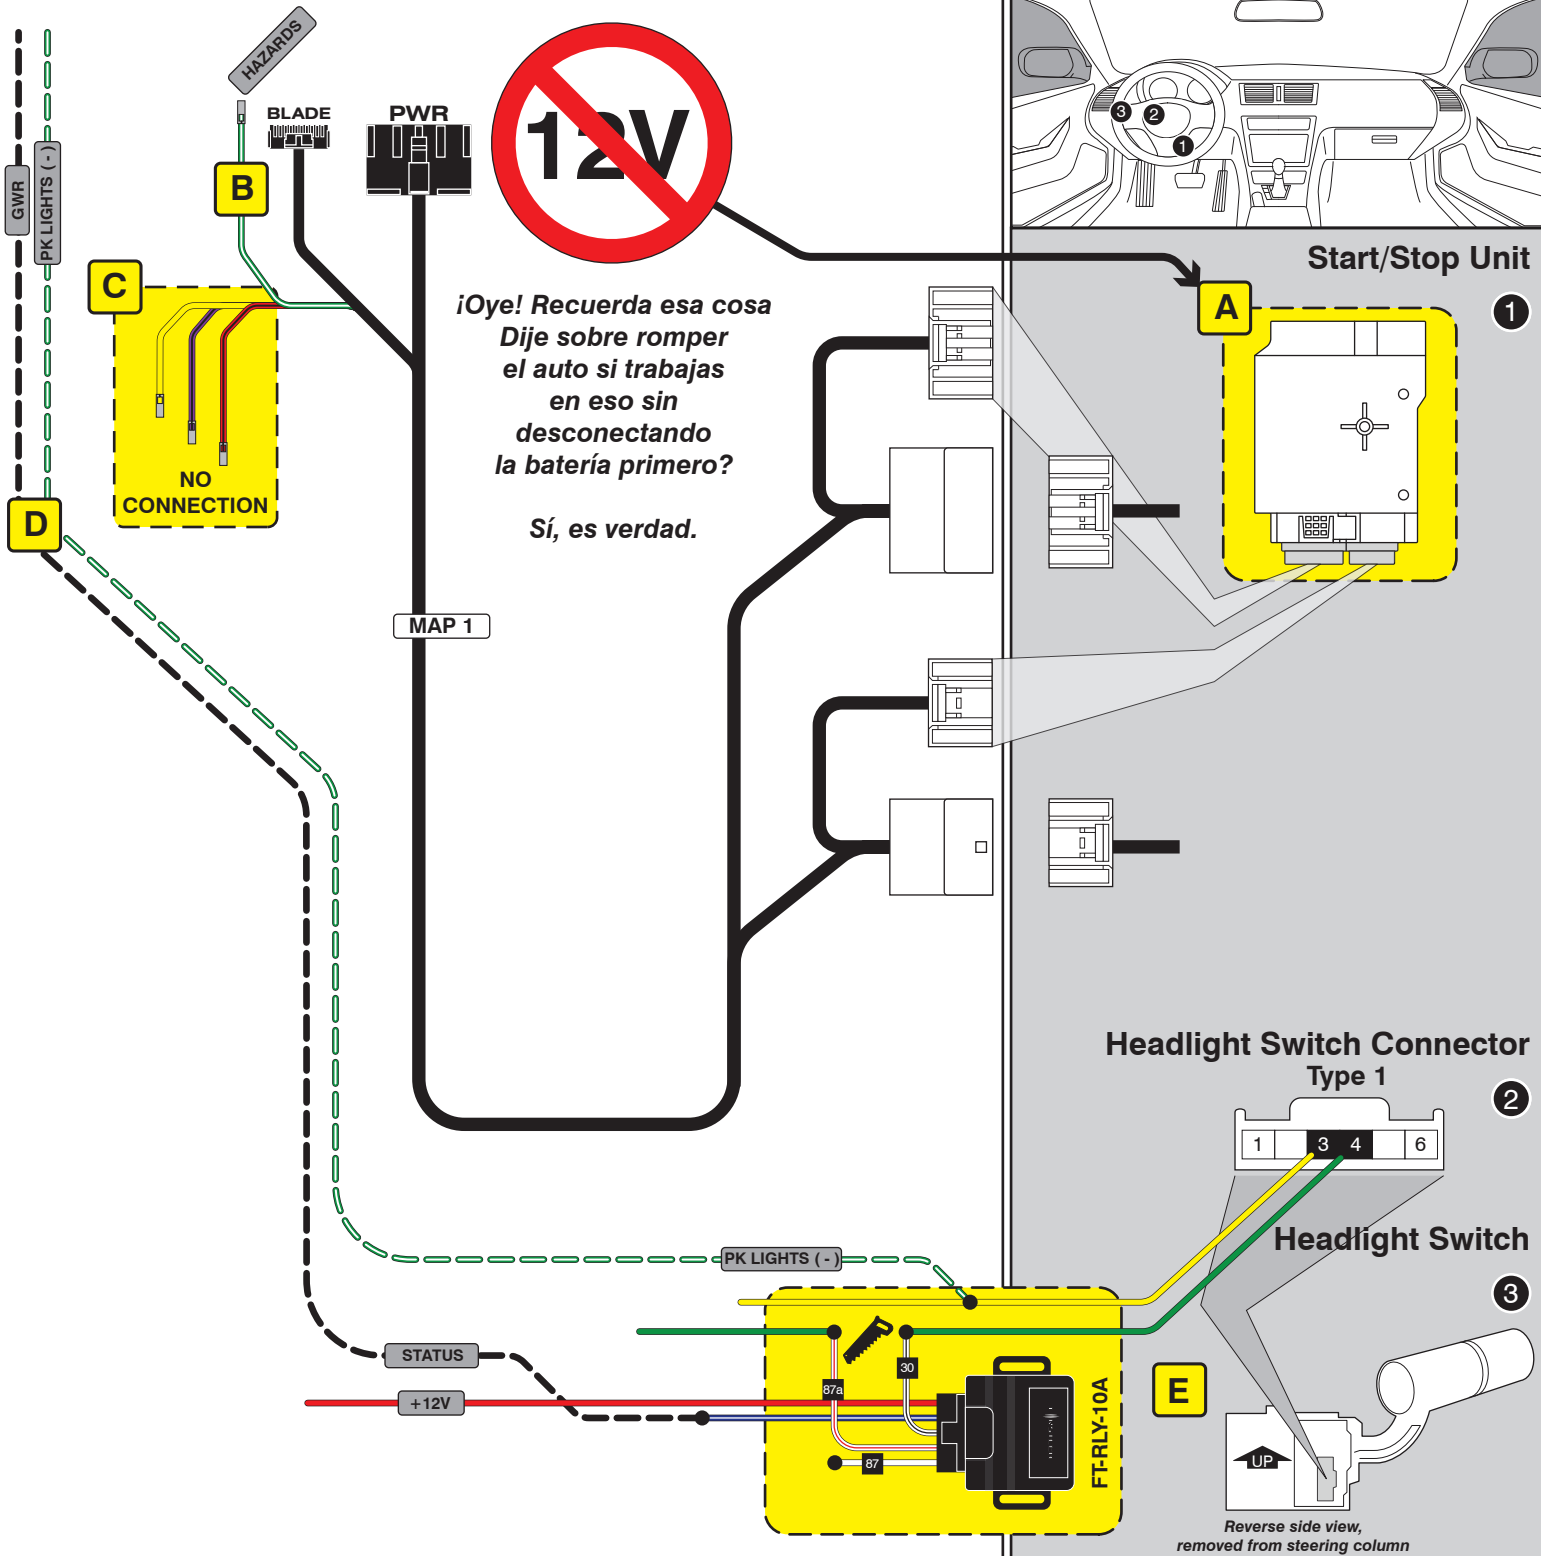 HAZARDS
BLADE
PWR
12V
3
2
1
GWR
PK LIGHTS ( - )
B
C
Start/Stop Unit
1
A
¡Oye! Recuerda esa cosa
Dije sobre romper
el auto si trabajas
en eso sin
desconectando
la batería primero?
Sí, es verdad.
NO
CONNECTION
D
MAP 1
Headlight Switch Connector
Type 1
2
1
3
4
6
Headlight Switch
3
PK LIGHTS ( - )
STATUS
+12V
87a
30
87
FT-RLY-10A
E
UP
Reverse side view,
removed from steering column